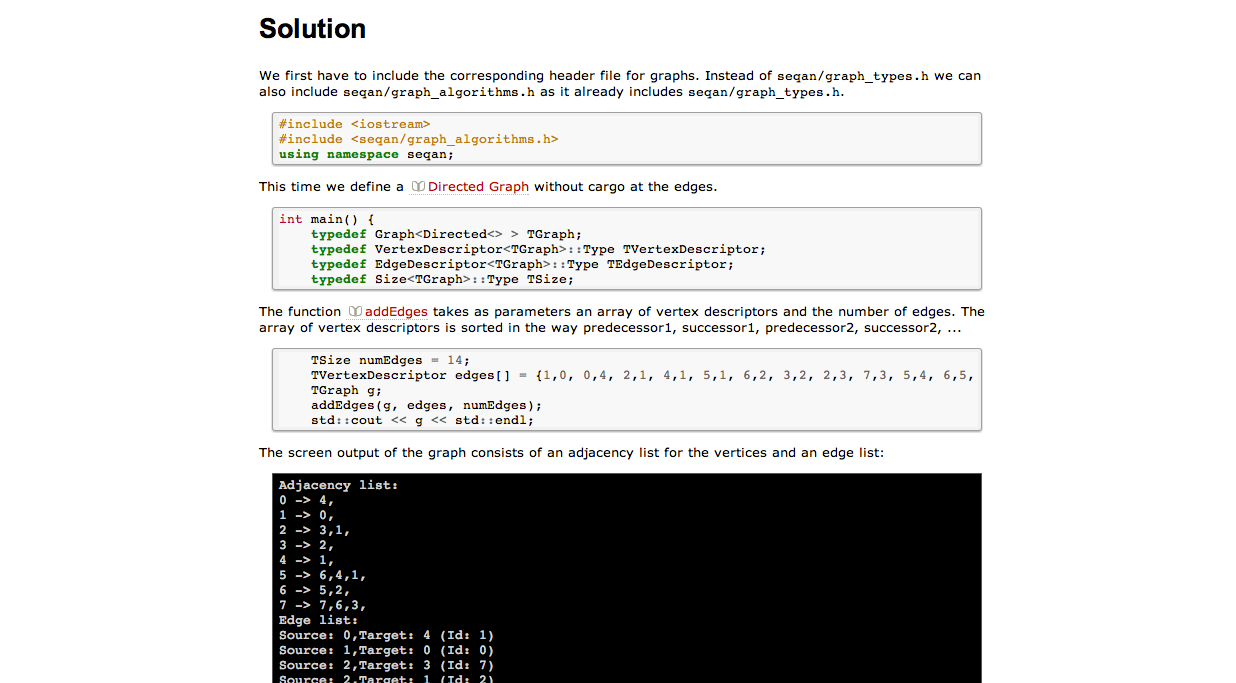 Solution
We first have to include the corresponding header file for graphs. Instead of seqan/graph_types.h we can
also include seqan/graph_algorithms.h as it already includes seqan/graph_types.h.
#include <iostream>
#include <seqan/graph_algorithms.h>
using namespace seqan;
This time we define a Directed Graph without cargo at the edges.
int main() {
    typedef Graph<Directed<> > TGraph;
    typedef VertexDescriptor<TGraph>::Type TVertexDescriptor;
    typedef EdgeDescriptor<TGraph>::Type TEdgeDescriptor;
    typedef Size<TGraph>::Type TSize;
The function addEdges takes as parameters an array of vertex descriptors and the number of edges. The
array of vertex descriptors is sorted in the way predecessor1, successor1, predecessor2, successor2, ...
    TSize numEdges = 14;
    TVertexDescriptor edges[] = {1,0, 0,4, 2,1, 4,1, 5,1, 6,2, 3,2, 2,3, 7,3, 5,4, 6,5,
    TGraph g;
    addEdges(g, edges, numEdges);
    std::cout << g << std::endl;
The screen output of the graph consists of an adjacency list for the vertices and an edge list:
Adjacency list:
0 -> 4,
1 -> 0,
2 -> 3,1,
3 -> 2,
4 -> 1,
5 -> 6,4,1,
6 -> 5,2,
7 -> 7,6,3,
Edge list:
Source: 0,Target: 4 (Id: 1)
Source: 1,Target: 0 (Id: 0)
Source: 2,Target: 3 (Id: 7)
Source: 2,Target: 1 (Id: 2)